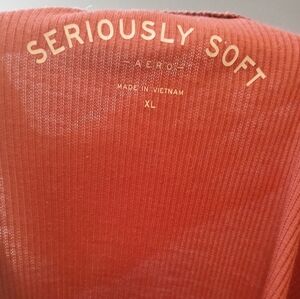 SERIOUSLY SOFT
- AERO -
MADE IN VIETNAM
XL